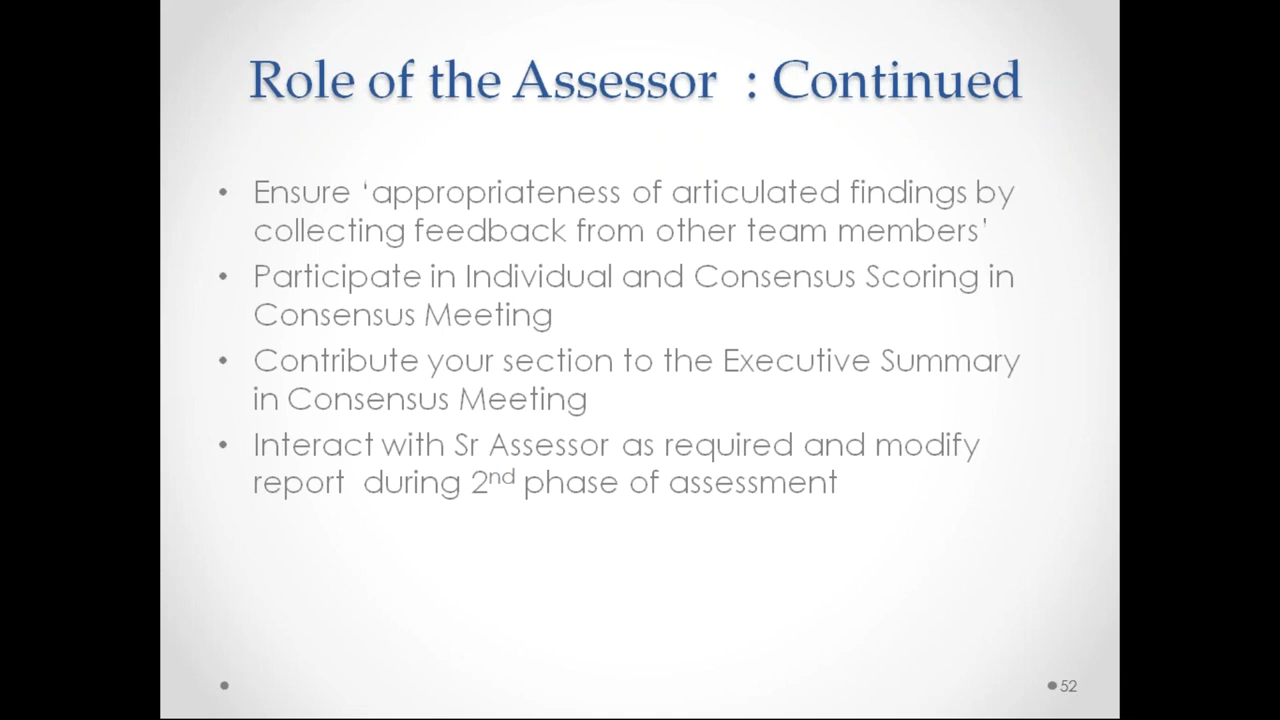 Role of the Assessor : Continued
• Ensure ‘appropriateness of articulated findings by
collecting feedback from other team members’
• Participate in Individual and Consensus Scoring in
Consensus Meeting
• Contribute your section to the Executive Summary
in Consensus Meeting
• Interact with Sr Assessor as required and modify
report during 2nd phase of assessment
52